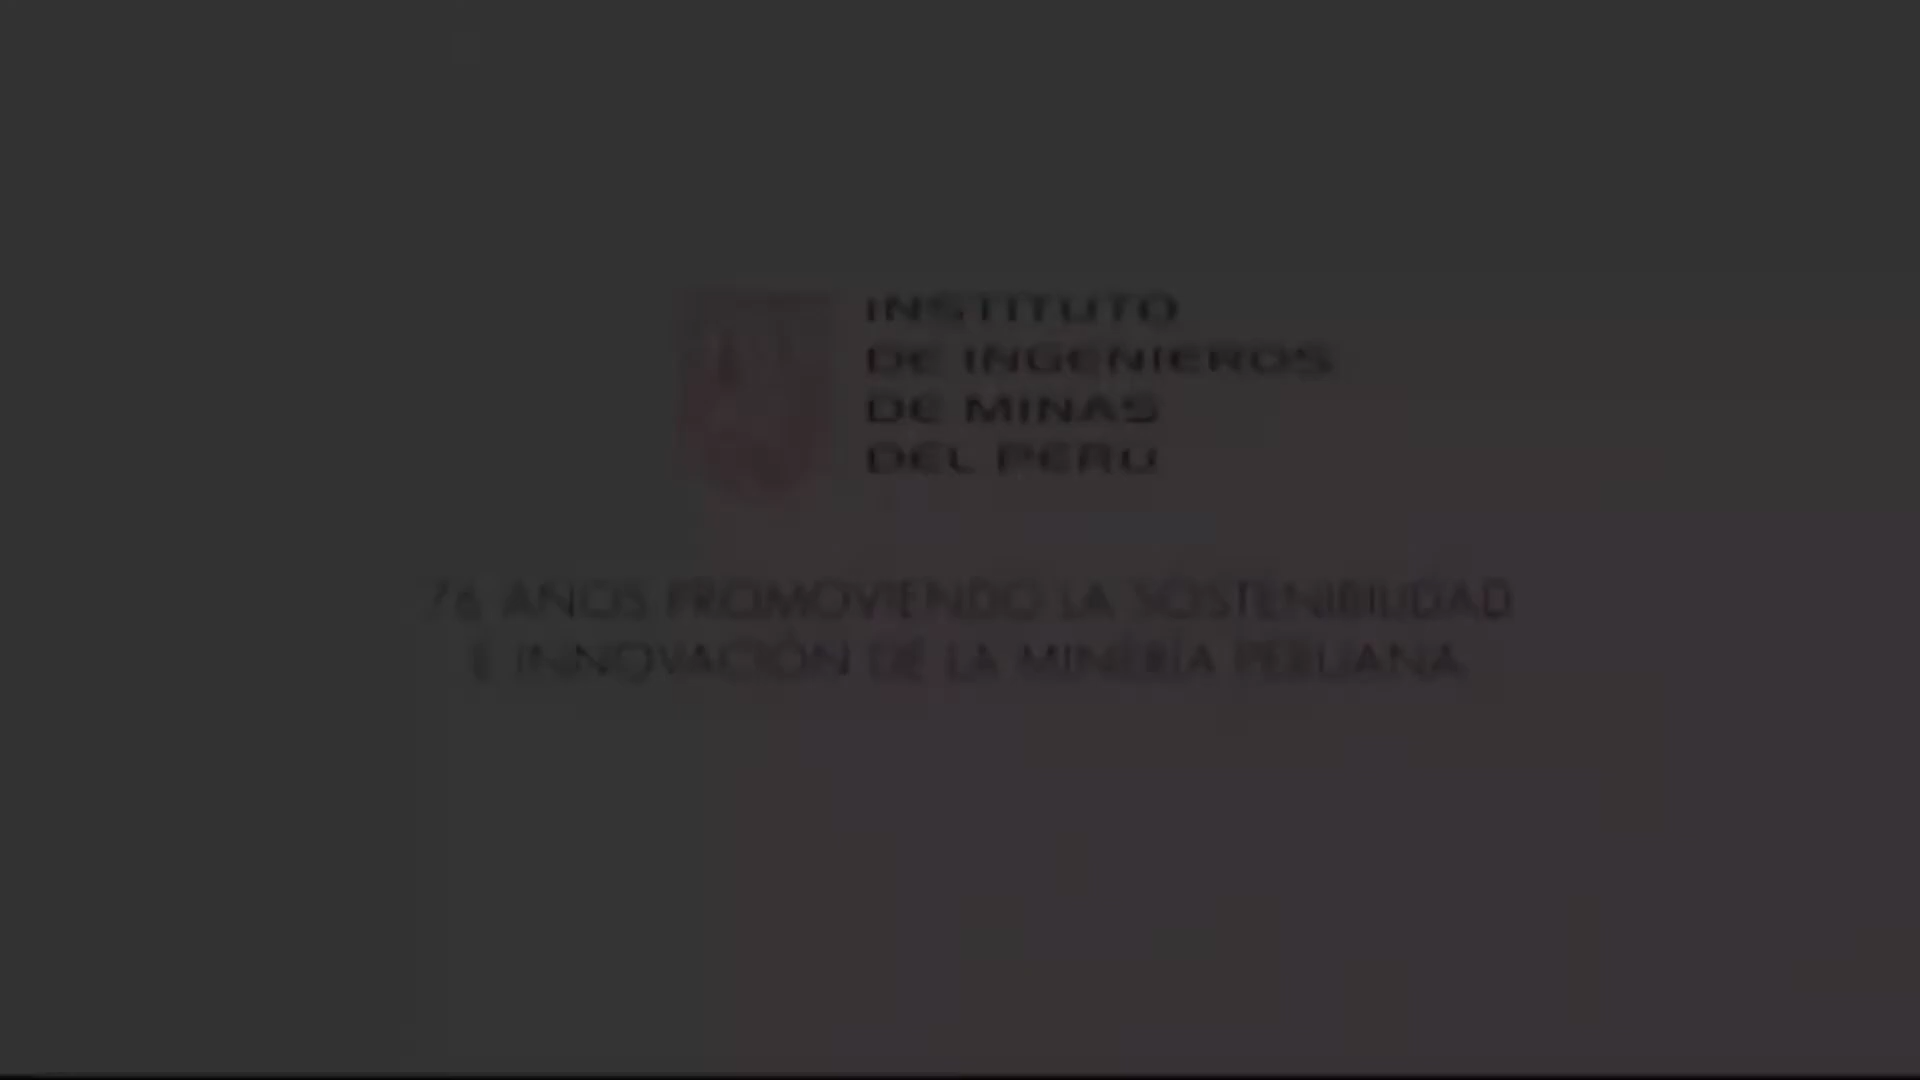 INSTITUTO
DE INGENIEROS
DE MINAS
DEL PERU
76 AÑOS PROMOVIENDO LA SOSTENIBILIDAD
E INNOVACIÓN DE LA MINERÍA PERUANA